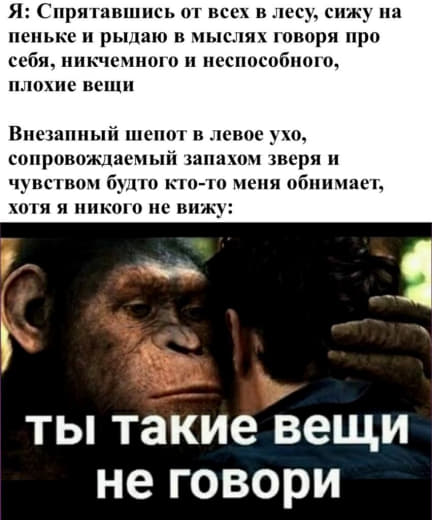 Я: Спрятавшись от всех в лесу, сижу на
пеньке и рыдаю в мыслях говоря про
себя, никчемного и неспособного,
плохие вещи
Внезапный шепот в левое ухо,
сопровождаемый запахом зверя и
чувством будто кто-то меня обнимает,
хотя я никого не вижу:
ты такие вещи
не говори